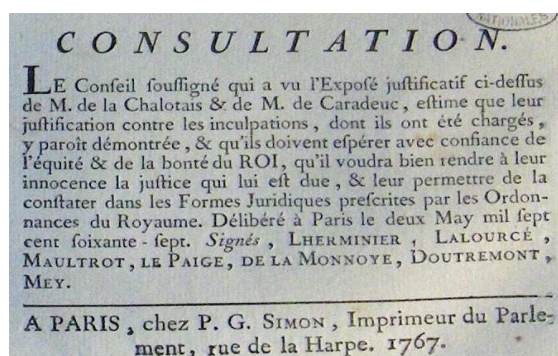 NATIONALE
CONSULTATION.
LE Conſeil ſouſſigné qui a vu l'Expoſé juſtificatif ci-deſſus
de M. de la Chalotais & de M. de Caradeuc, eſtime que leur
juſtification contre les inculpations, dont ils ont été chargés,
y paroît démontrée, & qu'ils doivent eſpérer avec confiance de
l'équité & de la bonté du ROI, qu'il voudra bien rendre à leur
innocence la juſtice qui lui eſt due, & leur permettre de la
conſtater dans les Formes Juridiques preſcrites par les Ordon-
nances du Royaume. Délibéré à Paris le deux May mil ſept
cent ſoixante-ſept. Signés, LHERMINIER, LALOURCÉ,
MAULTROT, LE PAIGE, DE LA MONNOYE, DOUTREMONT,
MEY.
A PARIS, chez P. G. SIMON, Imprimeur du Parle-
ment, rue de la Harpe. 1767.